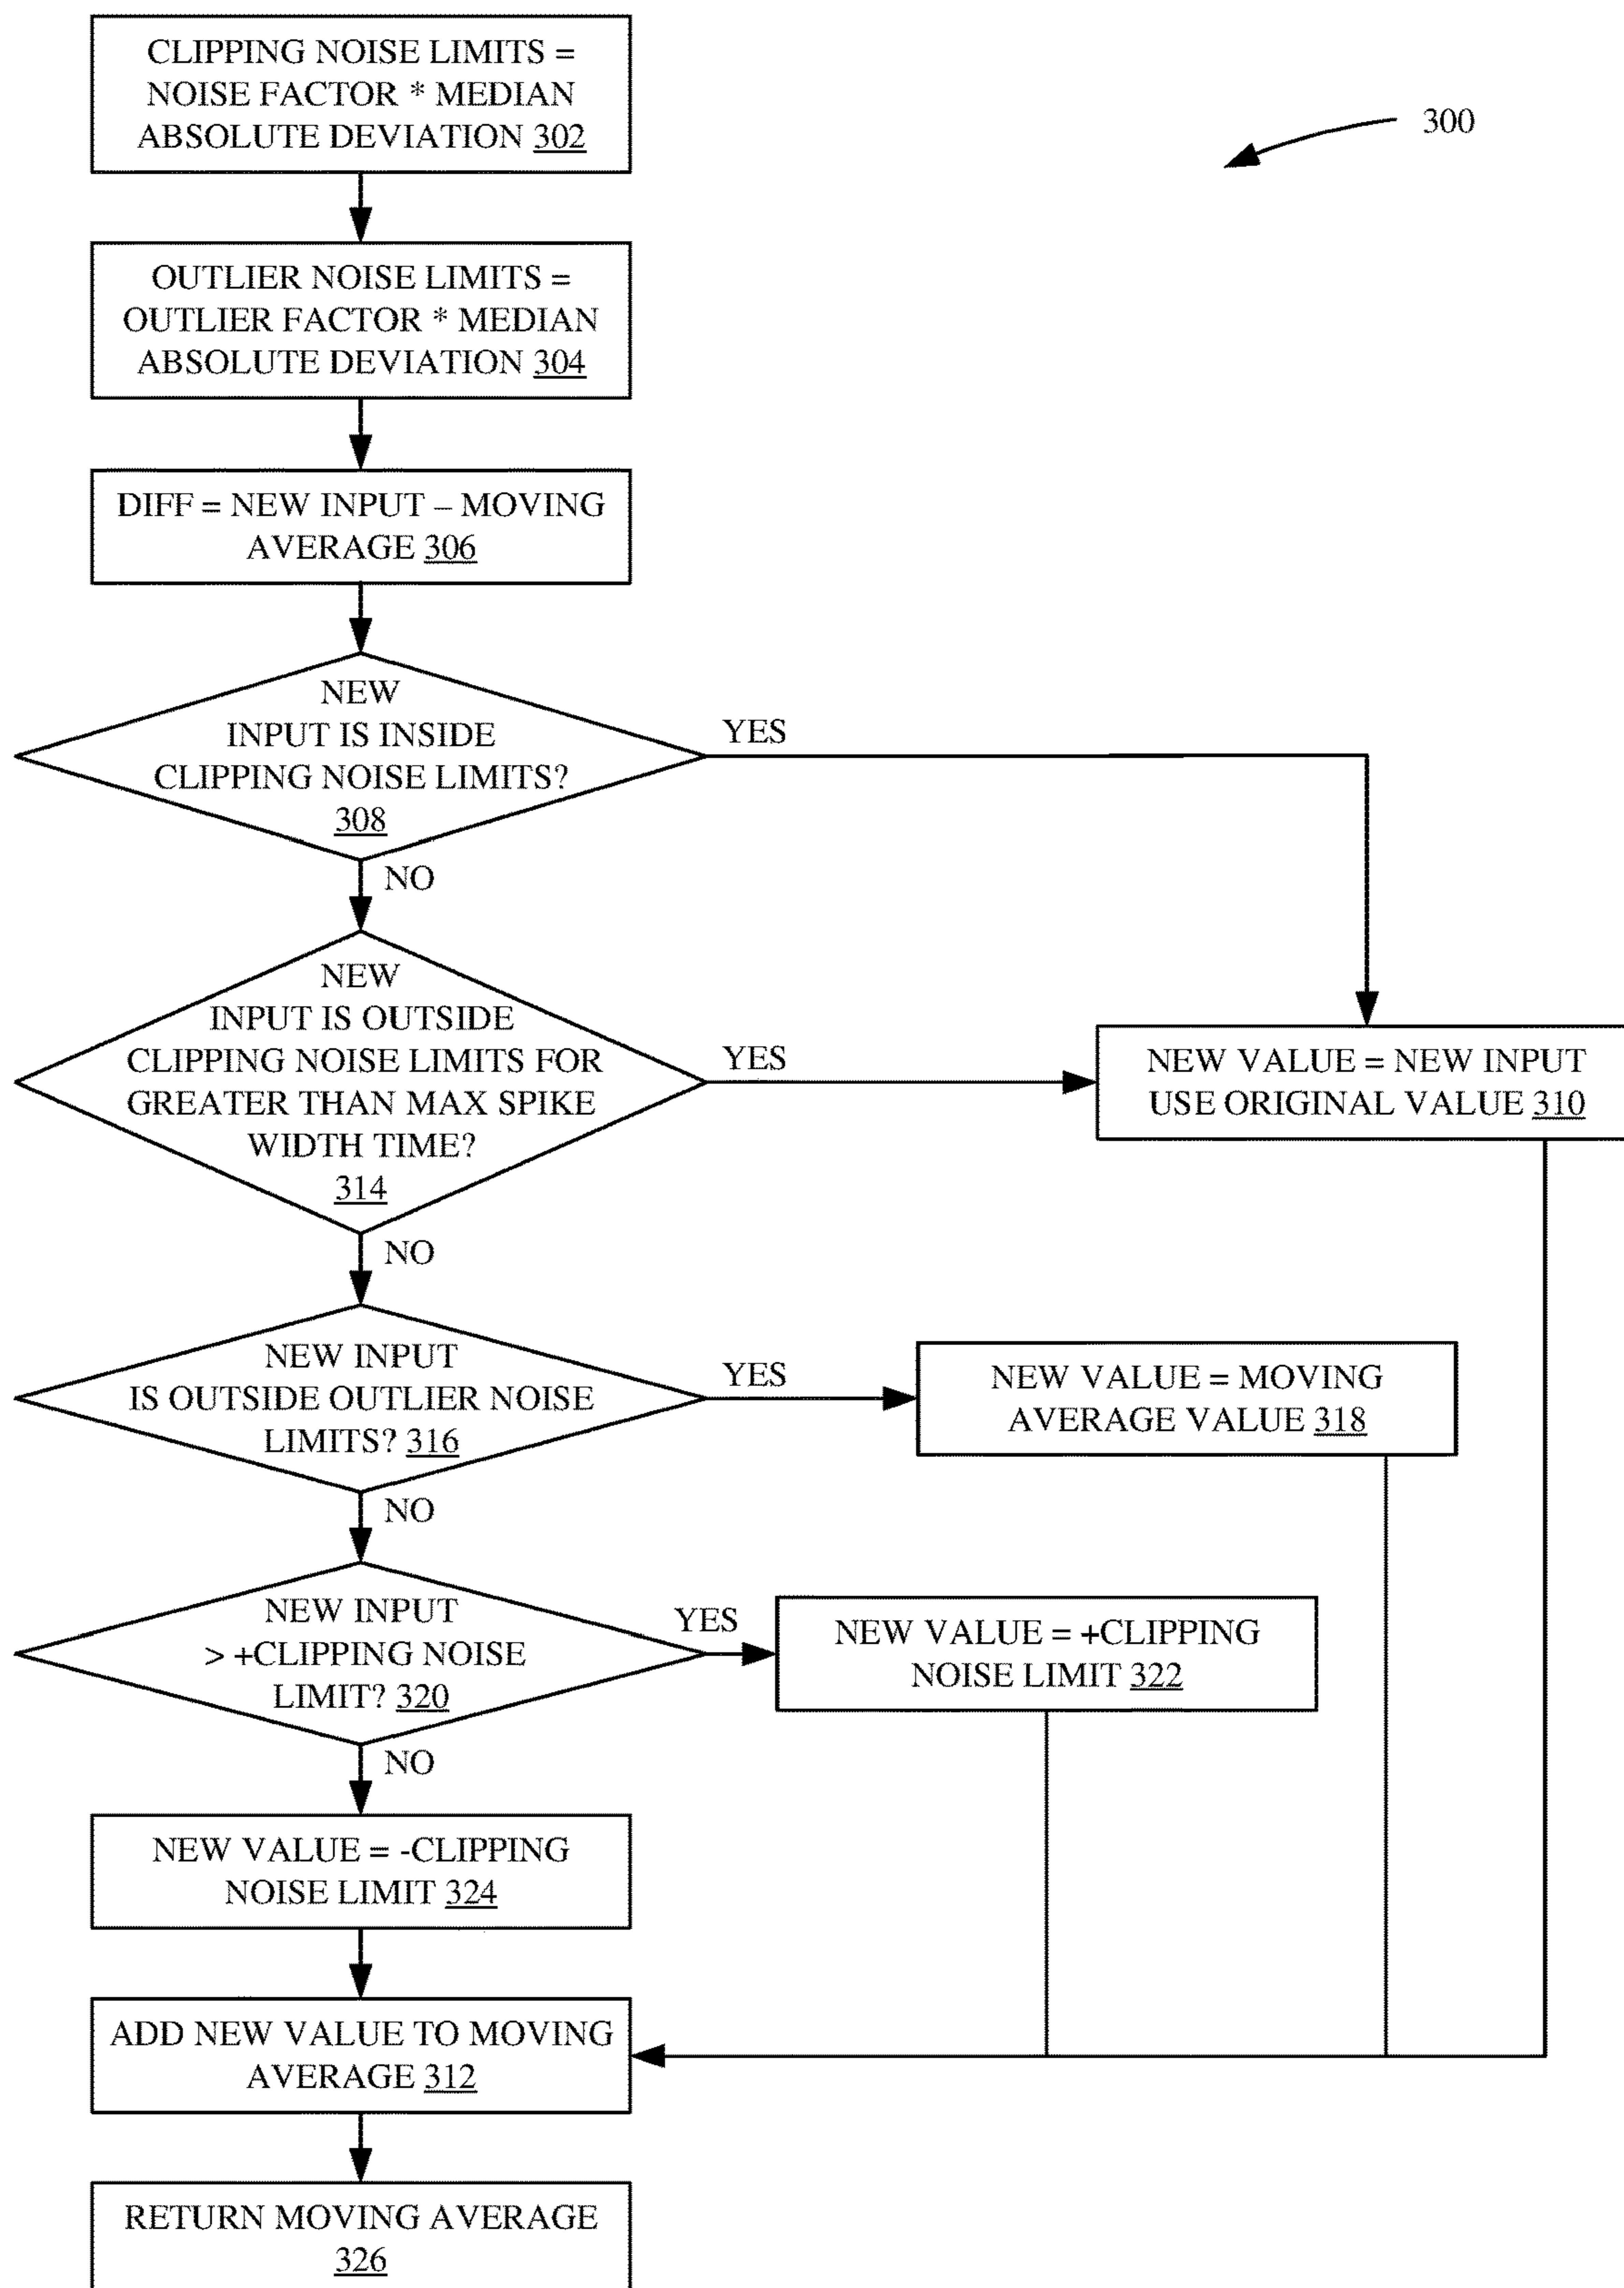 CLIPPING NOISE LIMITS =
NOISE FACTOR * MEDIAN
ABSOLUTE DEVIATION 302
300
OUTLIER NOISE LIMITS =
OUTLIER FACTOR * MEDIAN
ABSOLUTE DEVIATION 304
DIFF = NEW INPUT – MOVING
AVERAGE 306
NEW
INPUT IS INSIDE
CLIPPING NOISE LIMITS?
308
YES
NO
NEW
INPUT IS OUTSIDE
CLIPPING NOISE LIMITS FOR
GREATER THAN MAX SPIKE
WIDTH TIME?
314
YES
NEW VALUE = NEW INPUT
USE ORIGINAL VALUE 310
NO
NEW INPUT
IS OUTSIDE OUTLIER NOISE
LIMITS? 316
YES
NEW VALUE = MOVING
AVERAGE VALUE 318
NO
NEW INPUT
> +CLIPPING NOISE
LIMIT? 320
YES
NEW VALUE = +CLIPPING
NOISE LIMIT 322
NO
NEW VALUE = -CLIPPING
NOISE LIMIT 324
ADD NEW VALUE TO MOVING
AVERAGE 312
RETURN MOVING AVERAGE
326